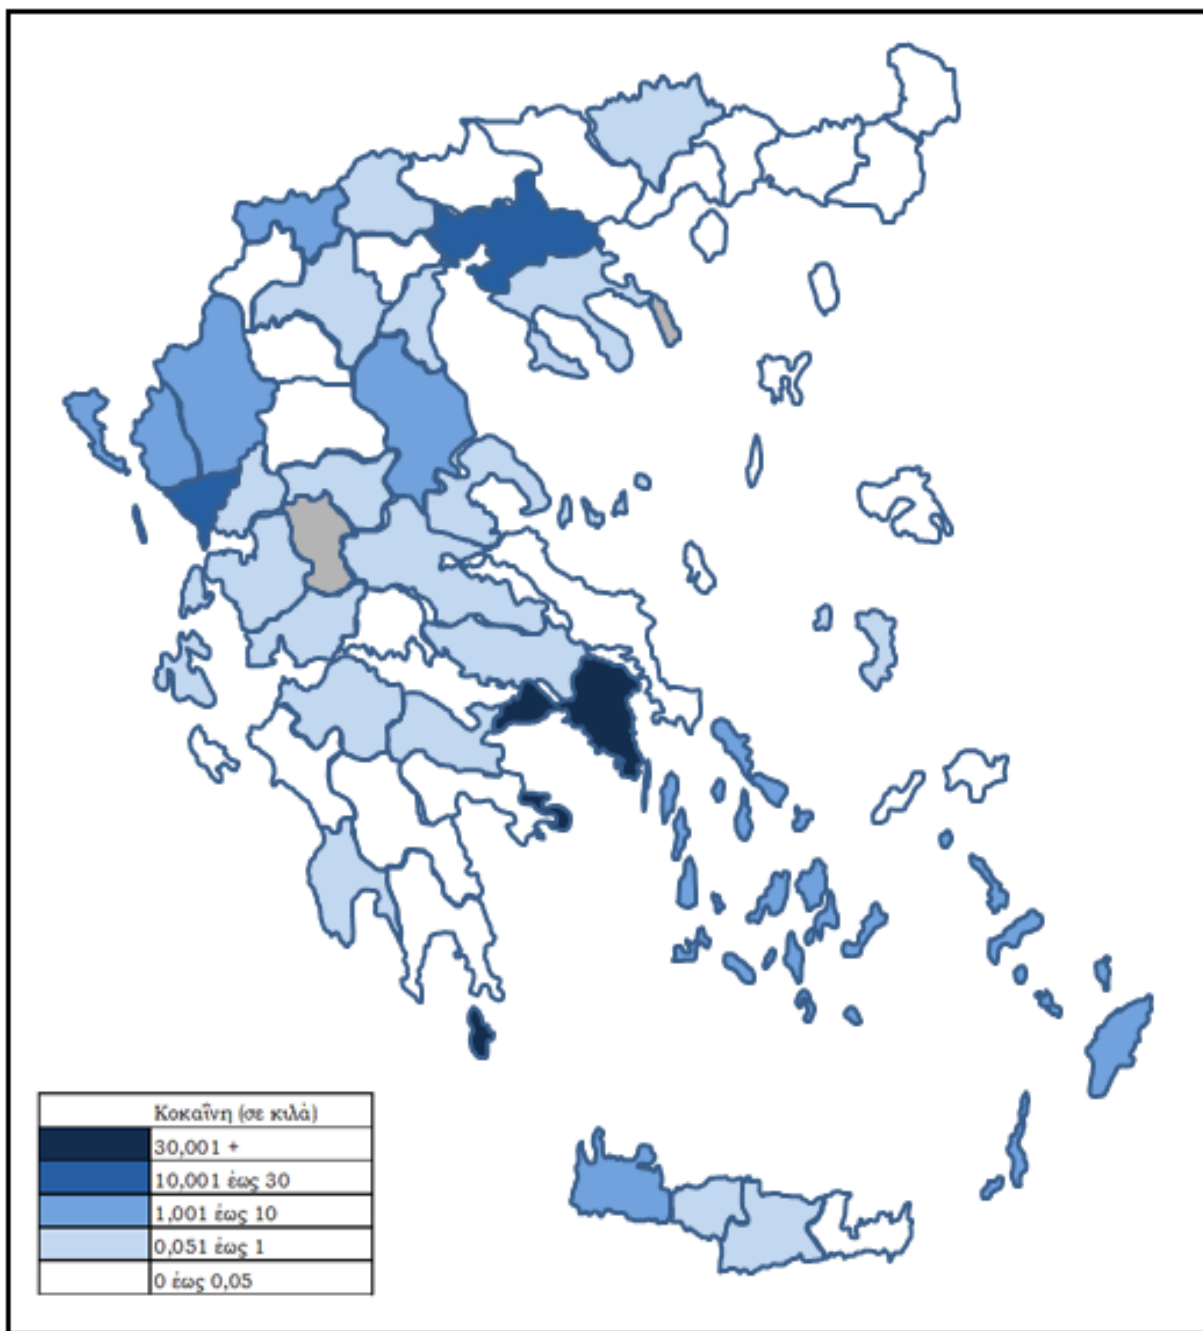 Κοκαΐνη (σε κιλά)
30,001 +
10,001 έως 30
1,001 έως 10
0,051 έως 1
0 έως 0,05